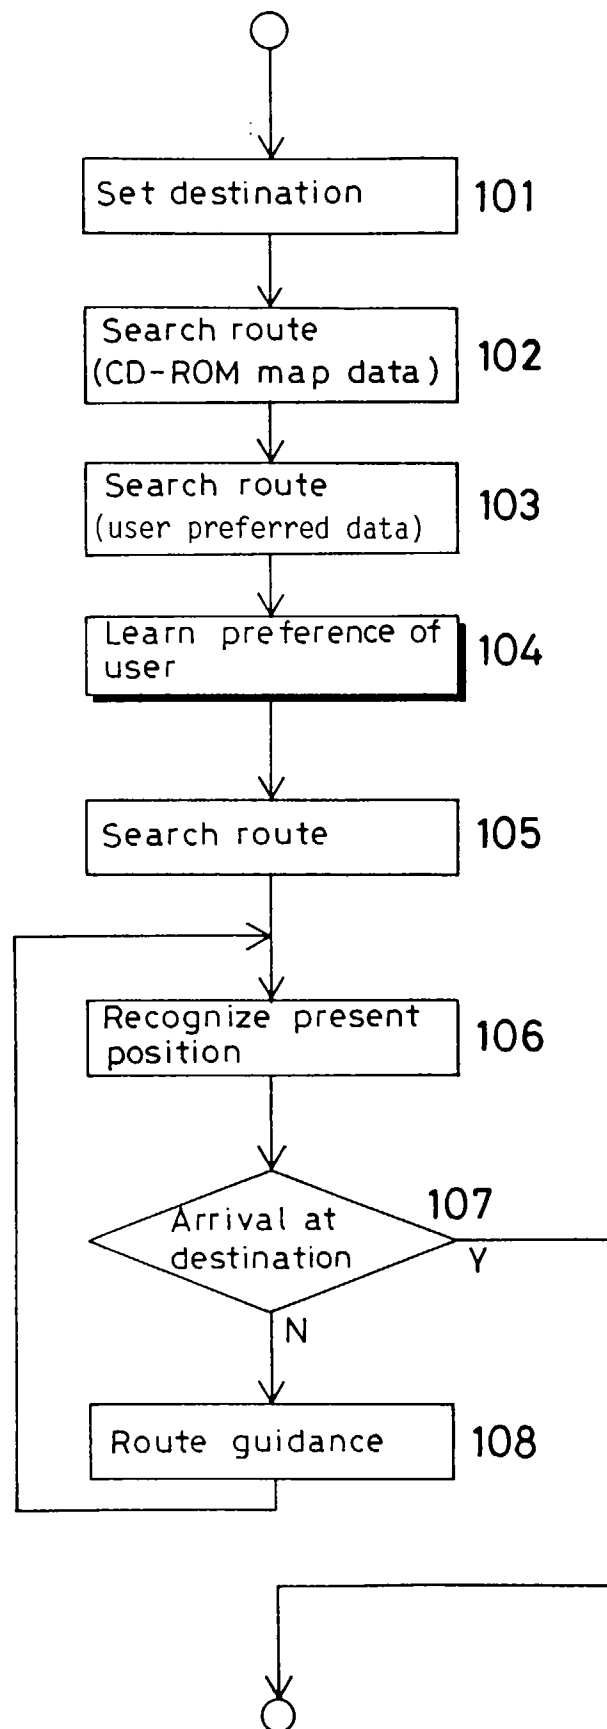 Set destination
101
Search route
(CD-ROM map data)
102
Search route
(user preferred data)
103
Learn preference of
user
104
Search route
105
Recognize present
position
106
Arrival at
destination
107
Y
N
Route guidance
108